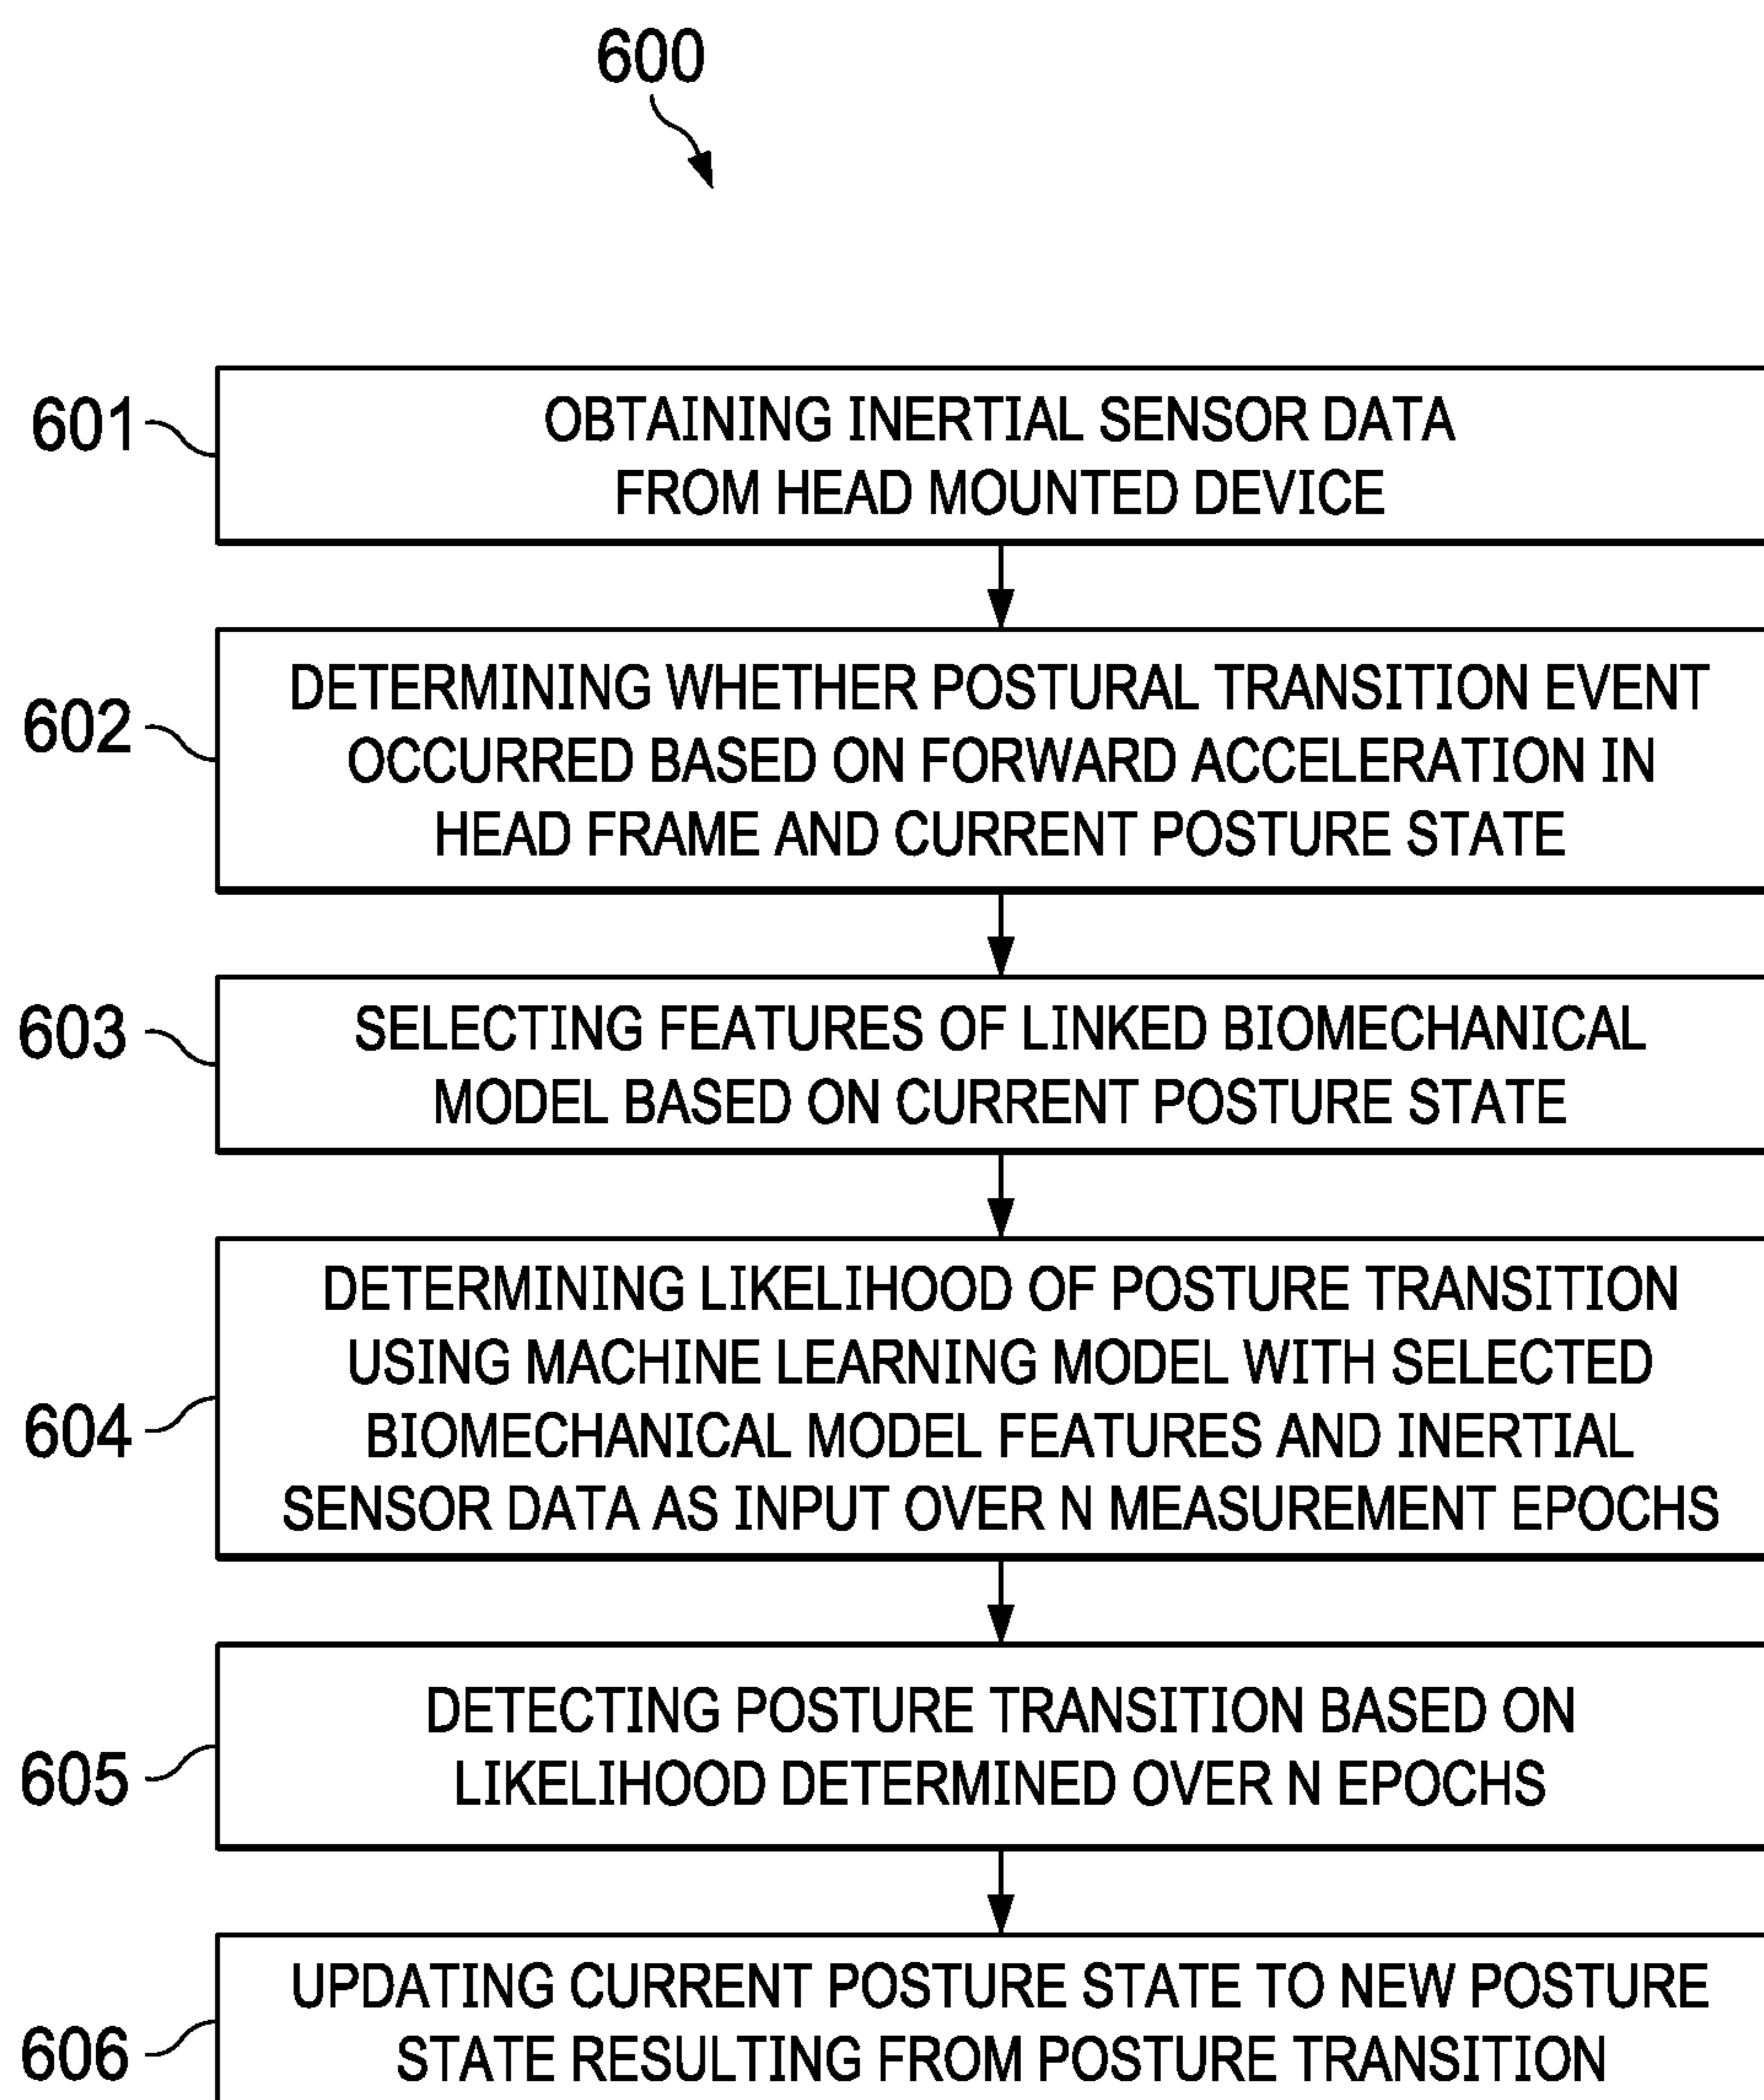 600
601
OBTAINING INERTIAL SENSOR DATA
FROM HEAD MOUNTED DEVICE
602
DETERMINING WHETHER POSTURAL TRANSITION EVENT
OCCURRED BASED ON FORWARD ACCELERATION IN
HEAD FRAME AND CURRENT POSTURE STATE
603
SELECTING FEATURES OF LINKED BIOMECHANICAL
MODEL BASED ON CURRENT POSTURE STATE
604
DETERMINING LIKELIHOOD OF POSTURE TRANSITION
USING MACHINE LEARNING MODEL WITH SELECTED
BIOMECHANICAL MODEL FEATURES AND INERTIAL
SENSOR DATA AS INPUT OVER N MEASUREMENT EPOCHS
605
DETECTING POSTURE TRANSITION BASED ON
LIKELIHOOD DETERMINED OVER N EPOCHS
606
UPDATING CURRENT POSTURE STATE TO NEW POSTURE
STATE RESULTING FROM POSTURE TRANSITION